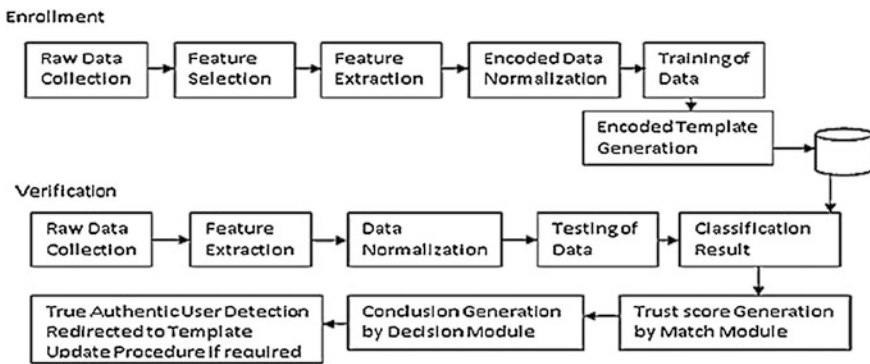 Enrollment
Raw Data
Collection
Feature
Selection
Feature
Extraction
Encoded Data
Normalization
Training of
Data
Encoded Template
Generation
Verification
Raw Data
Collection
Feature
Extraction
Data
Normalization
Testing of
Data
Classification
Result
Trust score Generation
by Match Module
Conclusion Generation
by Decision Module
True Authentic User Detection
Redirected to Template
Update Procedure If required